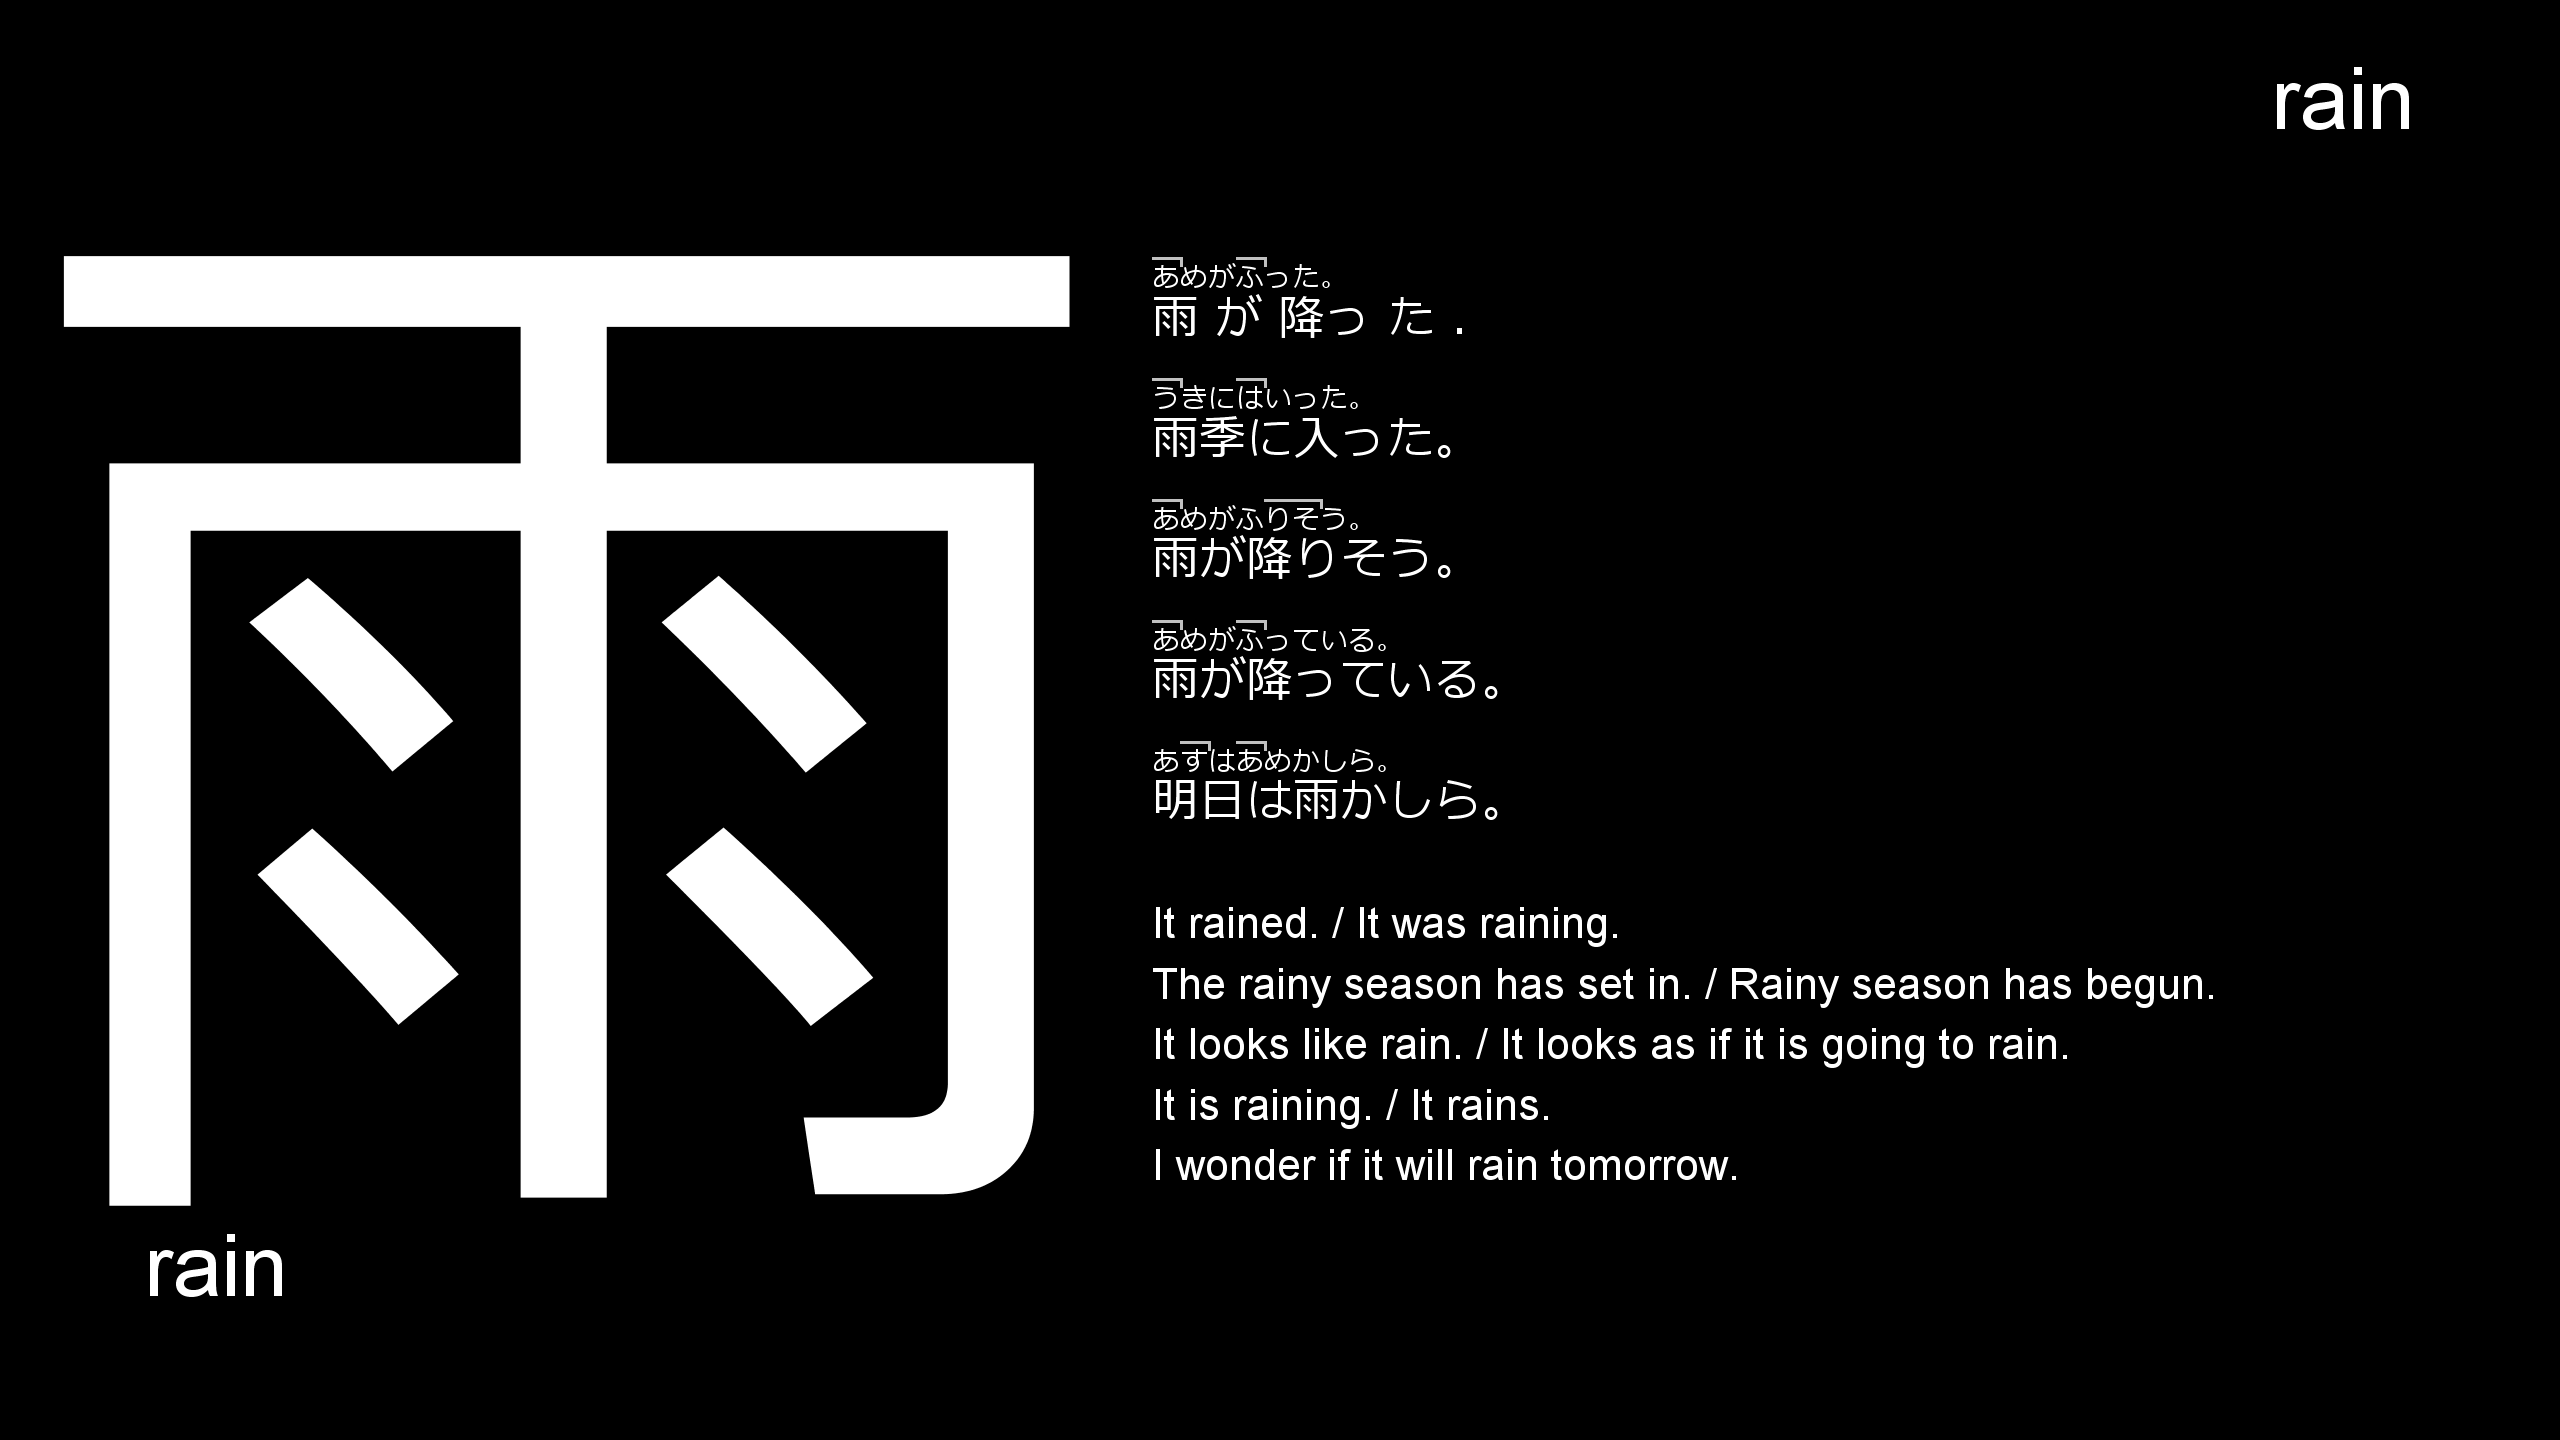 rain
雨
あめがふった。
雨 が 降っ た .
うきにはいった。
雨季に入った。
あめがふりそう。
雨が降りそう。
あめがふっている。
雨が降っている。
あすはあめかしら。
明日は雨かしら。
It rained. / It was raining.
The rainy season has set in. / Rainy season has begun.
It looks like rain. / It looks as if it is going to rain.
It is raining. / It rains.
I wonder if it will rain tomorrow.
rain